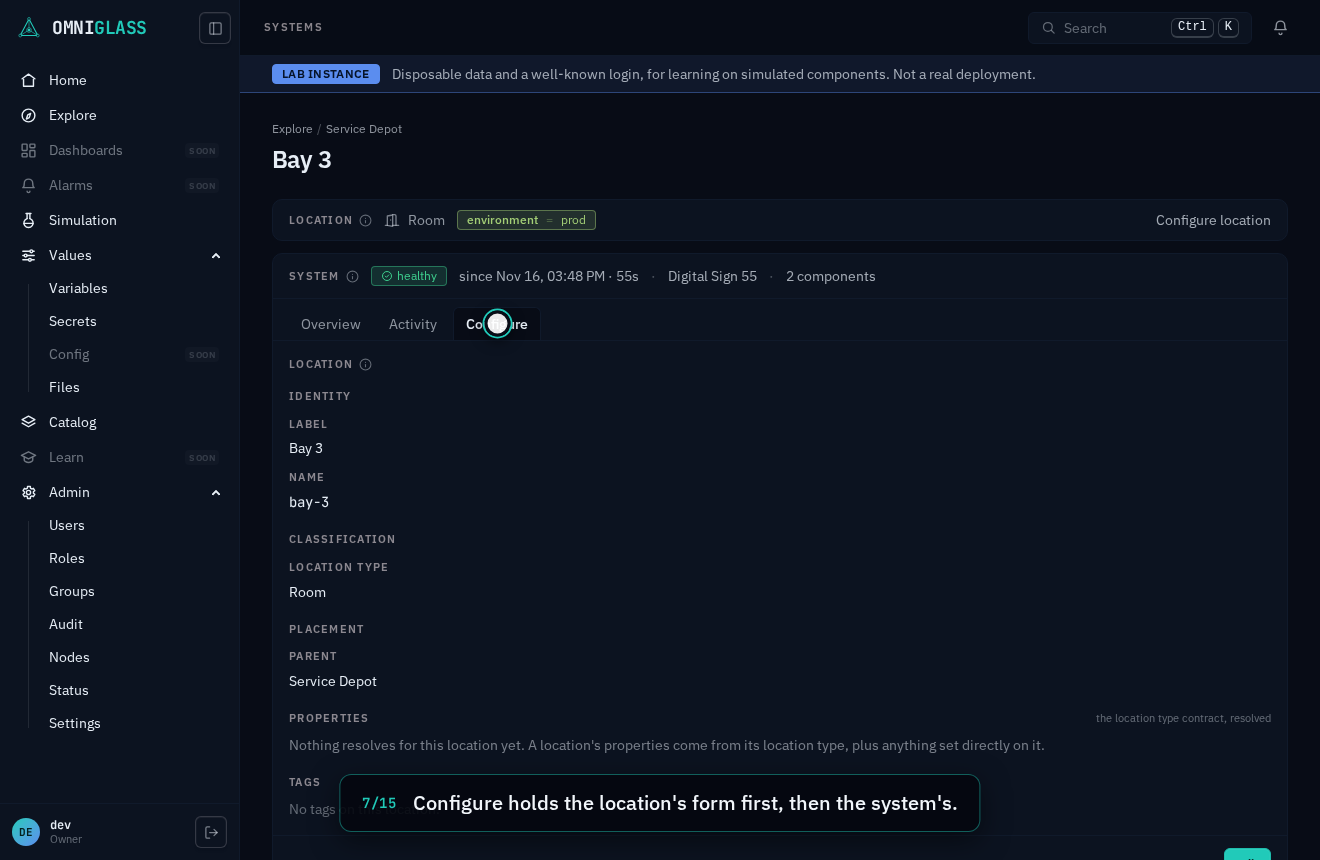 OMNIGLASS
SYSTEMS
Search
Ctrl
K
LAB INSTANCE
Disposable data and a well-known login, for learning on simulated components. Not a real deployment.
Home
Explore
Dashboards
SOON
Alarms
SOON
Simulation
Values
Variables
Secrets
Config
SOON
Files
Catalog
Learn
SOON
Admin
Users
Roles
Groups
Audit
Nodes
Status
Settings
DE
dev
Owner
Explore / Service Depot
Bay 3
LOCATION
Room
environment = prod
Configure location
SYSTEM
healthy
since Nov 16, 03:48 PM · 55s · Digital Sign 55 · 2 components
Overview
Activity
LOCATION
IDENTITY
LABEL
Bay 3
NAME
bay-3
CLASSIFICATION
LOCATION TYPE
Room
PLACEMENT
PARENT
Service Depot
PROPERTIES
the location type contract, resolved
Nothing resolves for this location yet. A location's properties come from its location type, plus anything set directly on it.
TAGS
No tags
7/15
Configure holds the location's form first, then the system's.